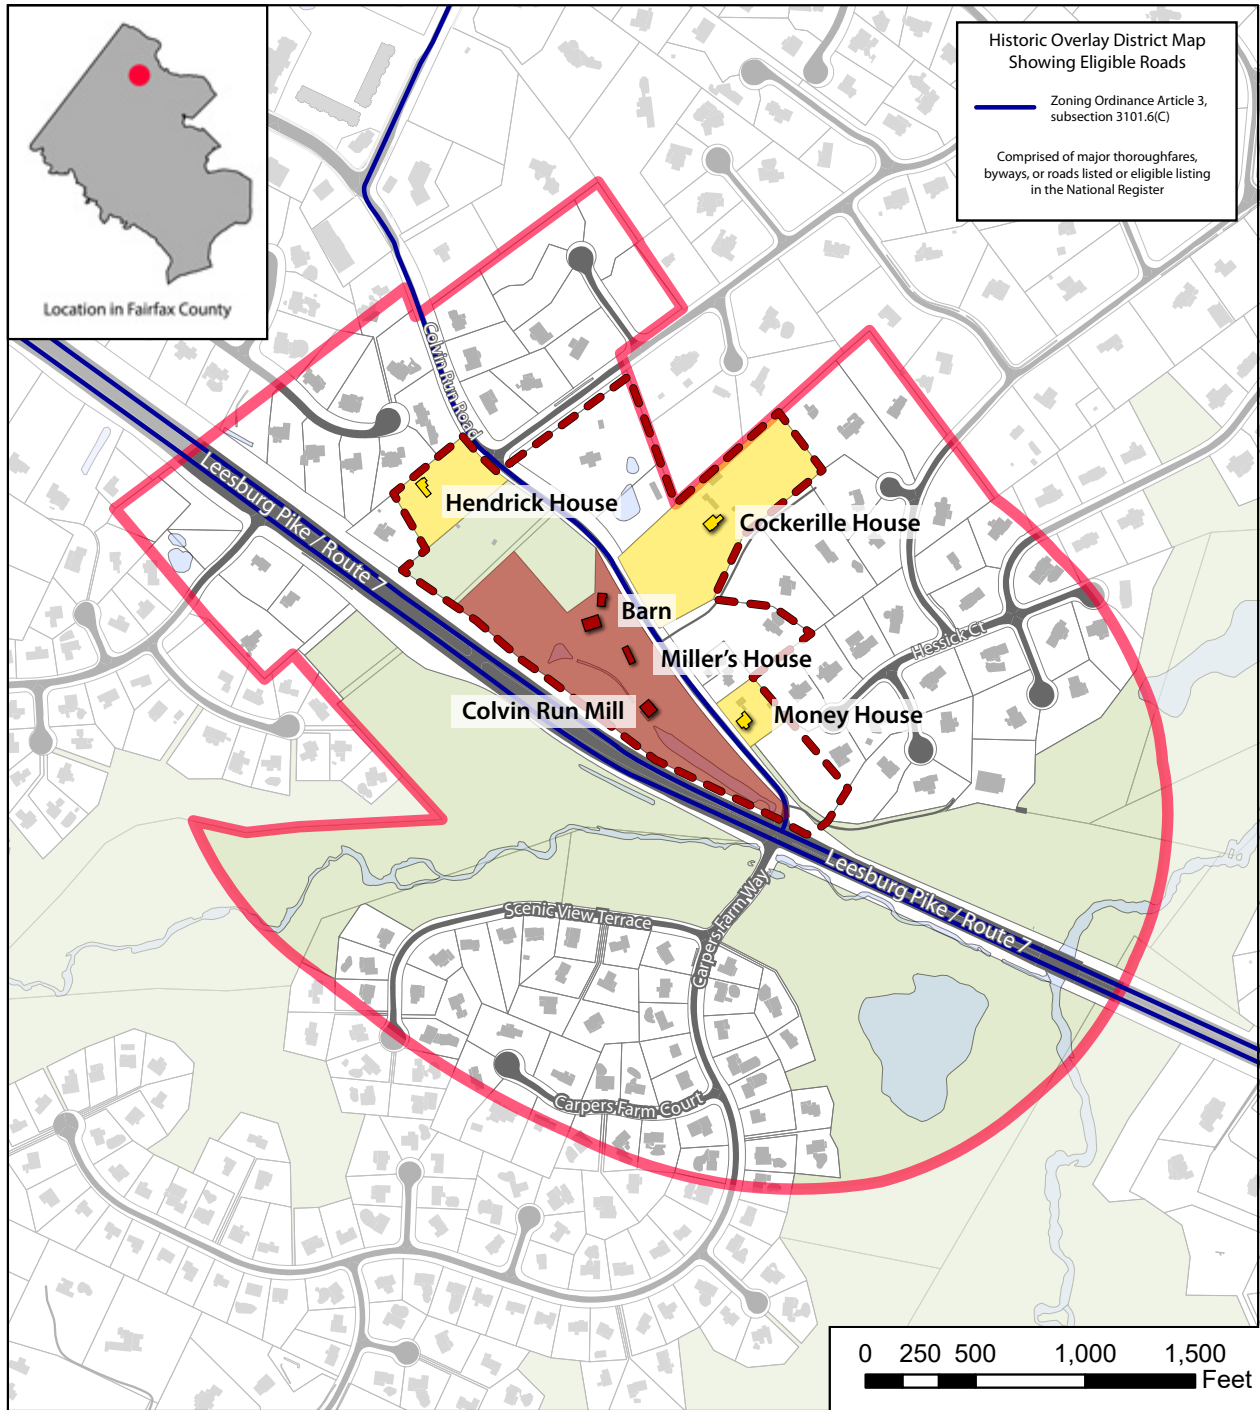 Location in Fairfax County
Historic Overlay District Map
Showing Eligible Roads
Zoning Ordinance Article 3,
subsection 3101.6(C)
Comprised of major thoroughfares,
byways, or roads listed or eligible listing
in the National Register
Colvin Run Road
Leesburg Pike / Route 7
Hendrick House
Cockerille House
Barn
Miller's House
Hessick Ct
Colvin Run Mill
Money House
Leesburg Pike / Route 7
Scenic View Terrace
Carpers Farm Way
Carpers Farm Court
0 250 500 1,000 1,500
Feet